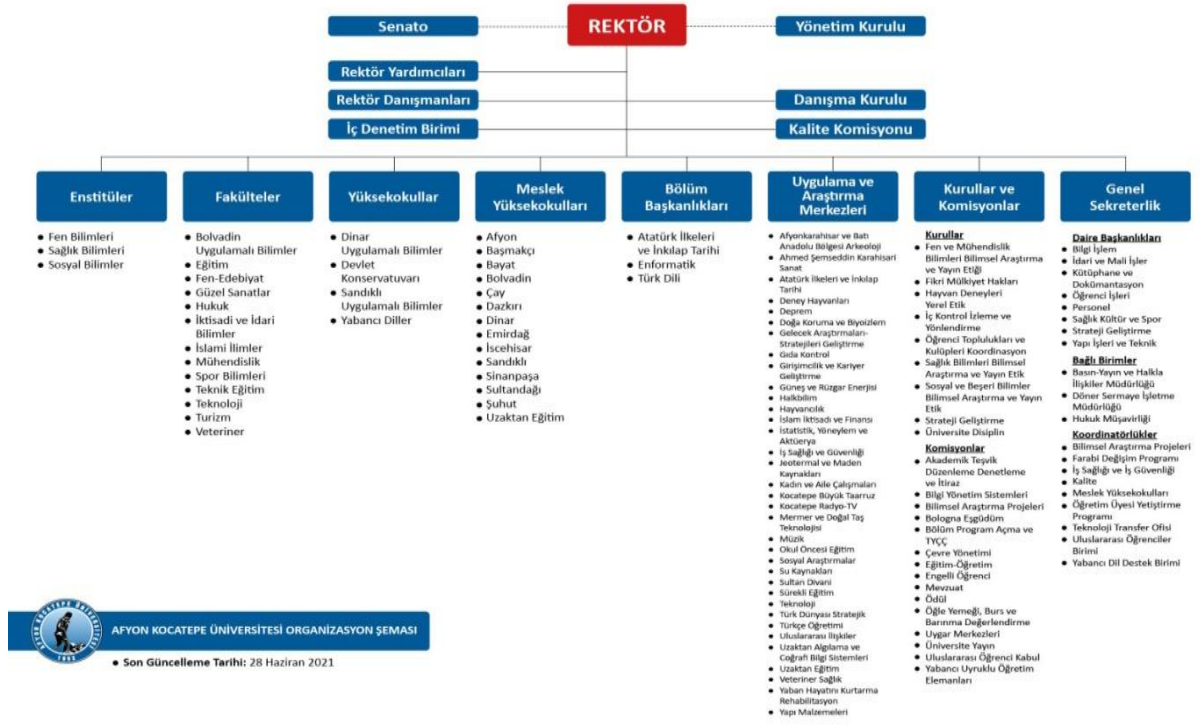 Senato
REKTÖR
Yönetim Kurulu
Rektör Yardımcıları
Rektör Danışmanları
Danışma Kurulu
İç Denetim Birimi
Kalite Komisyonu
Enstitüler
• Fen Bilimleri
• Sağlık Bilimleri
• Sosyal Bilimler
Fakülteler
• Bolvadin
Uygulamalı Bilimler
• Eğitim
• Fen-Edebiyat
• Güzel Sanatlar
• Hukuk
• İktisadi ve İdari
Bilimler
• İslami İlimler
• Mühendislik
• Spor Bilimleri
• Teknik Eğitim
• Teknoloji
• Turizm
• Veteriner
Yüksekokullar
• Dinar
Uygulamalı Bilimler
• Devlet
Konservatuvarı
• Sandıklı
Uygulamalı Bilimler
• Yabancı Diller
Meslek
Yüksekokulları
• Afyon
• Başmakçı
• Bayat
• Bolvadin
• Çay
• Dazkırı
• Dinar
• Emirdağ
• İscehisar
• Sandıklı
• Sinanpaşa
• Sultandağı
• Şuhut
• Uzaktan Eğitim
Bölüm
Başkanlıkları
• Atatürk İlkeleri
ve İnkılap Tarihi
• Enformatik
• Türk Dili
Uygulama ve
Araştırma
Merkezleri
• Afyonkarahisar ve Batı
Anadolu Bölgesi Arkeoloji
• Ahmed Şemseddin Karahisari
Sanat
• Atatürk İlkeleri ve İnkılap
Tarihi
• Deney Hayvanları
• Deprem
• Doğa Koruma ve Biyoizlem
• Gelecek Araştırmaları-
Stratejileri Geliştirme
• Gıda Kontrol
• Girişimcilik ve Kariyer
Geliştirme
• Güneş ve Rüzgar Enerjisi
• Halkbilim
• Hayvancılık
• İslam İktisadı ve Finansı
• İstatistik, Yöneylem ve
Aktüerya
• İş Sağlığı ve Güvenliği
• Jeotermal ve Maden
Kaynakları
• Kadın ve Aile Çalışmaları
• Kocatepe Büyük Taarruz
• Kocatepe Radyo-TV
• Mermer ve Doğal Taş
Teknolojisi
• Müzik
• Okul Öncesi Eğitim
• Sosyal Araştırmalar
• Su Kaynakları
• Sultan Divani
• Sürekli Eğitim
• Teknoloji
• Türk Dünyası Stratejik
• Türkçe Öğretimi
• Uluslararası İlişkiler
• Uzaktan Algılama ve
Coğrafi Bilgi Sistemleri
• Uzaktan Eğitim
• Veteriner Sağlık
• Yaban Hayatını Kurtarma
Rehabilitasyon
• Yapı Malzemeleri
Kurullar ve
Komisyonlar
Kurullar
• Fen ve Mühendislik
Bilimleri Bilimsel Araştırma
ve Yayın Etiği
• Fikri Mülkiyet Hakları
• Hayvan Deneyleri
Yerel Etik
• İç Kontrol İzleme ve
Yönlendirme
• Öğrenci Toplulukları ve
Kulüpleri Koordinasyon
• Sağlık Bilimleri Bilimsel
Araştırma ve Yayın Etik
• Sosyal ve Beşeri Bilimler
Bilimsel Araştırma ve Yayın
Etik
• Strateji Geliştirme
• Üniversite Disiplin
Komisyonlar
• Akademik Teşvik
Düzenleme Denetleme
ve İtiraz
• Bilgi Yönetim Sistemleri
• Bilimsel Araştırma Projeleri
• Bologna Eşgüdüm
• Bölüm Program Açma ve
TYÇÇ
• Çevre Yönetimi
• Eğitim-Öğretim
• Engelli Öğrenci
• Mevzuat
• Ödül
• Öğle Yemeği, Burs ve
Barınma Değerlendirme
• Uygar Merkezleri
• Üniversite Yayın
• Uluslararası Öğrenci Kabul
• Yabancı Uyruklu Öğretim
Elemanları
Genel
Sekreterlik
Daire Başkanlıkları
• Bilgi İşlem
• İdari ve Mali İşler
• Kütüphane ve
Dokümantasyon
• Öğrenci İşleri
• Personel
• Sağlık Kültür ve Spor
• Strateji Geliştirme
• Yapı İşleri ve Teknik
Bağlı Birimler
• Basın-Yayın ve Halkla
İlişkiler Müdürlüğü
• Döner Sermaye İşletme
Müdürlüğü
• Hukuk Müşavirliği
Koordinatörlükler
• Bilimsel Araştırma Projeleri
• Farabi Değişim Programı
• İş Sağlığı ve İş Güvenliği
• Kalite
• Meslek Yüksekokulları
• Öğretim Üyesi Yetiştirme
Programı
• Teknoloji Transfer Ofisi
• Uluslararası Öğrenciler
Birimi
• Yabancı Dil Destek Birimi
AFYON KOCATEPE ÜNİVERSİTESİ
1992
AFYON KOCATEPE ÜNİVERSİTESİ ORGANİZASYON ŞEMASI
• Son Güncelleme Tarihi: 28 Haziran 2021